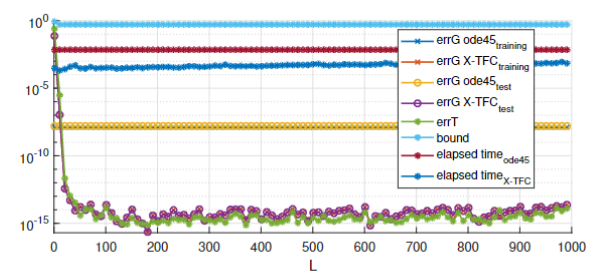 10^0
10^-5
10^-10
10^-15
errG ode45_training
errG X-TFC_training
errG ode45_test
errG X-TFC_test
errT
bound
elapsed time_ode45
elapsed time_X-TFC
0 100 200 300 400 500 600 700 800 900 1000
L